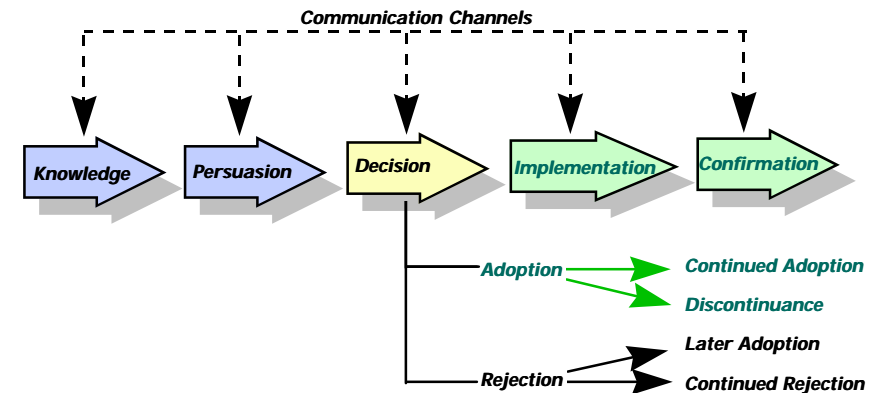 Communication Channels
Knowledge
Persuasion
Decision
Implementation
Confirmation
Adoption
Continued Adoption
Discontinuance
Later Adoption
Rejection
Continued Rejection